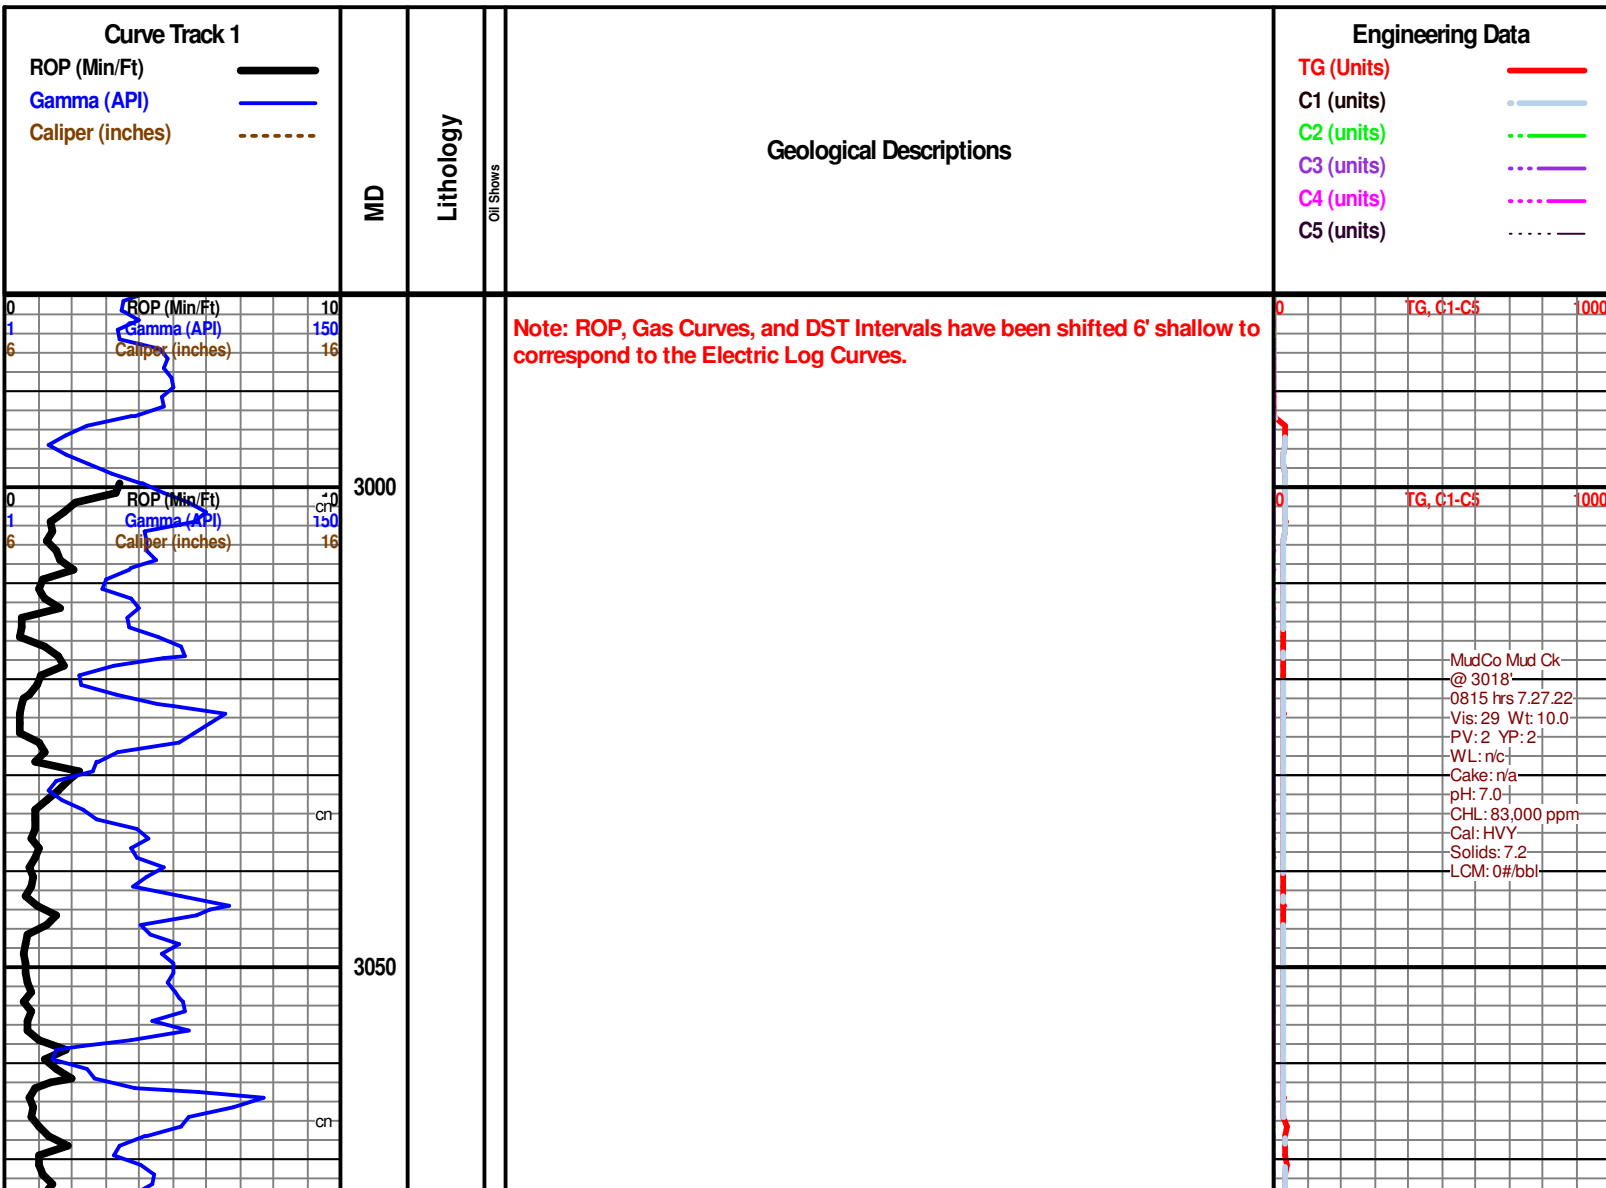 Curve Track 1
ROP (Min/Ft)
Gamma (API)
Caliper (inches)
MD
Lithology
Oil Shows
Geological Descriptions
Engineering Data
TG (Units)
C1 (units)
C2 (units)
C3 (units)
C4 (units)
C5 (units)
0 ROP (Min/Ft) 10
1 Gamma (API) 150
6 Caliper (inches) 16
Note: ROP, Gas Curves, and DST Intervals have been shifted 6' shallow to
correspond to the Electric Log Curves.
0 TG, C1-C5 1000
3000
0 ROP (Min/Ft) 10
cn
1 Gamma (API) 150
6 Caliper (inches) 16
0 TG, C1-C5 1000
MudCo Mud Ck
@ 3018'
0815 hrs 7.27.22
Vis: 29 Wt: 10.0
PV: 2 YP: 2
WL: n/c
Cake: n/a
pH: 7.0
CHL: 83,000 ppm
Cal: HVY
Solids: 7.2
LCM: 0#/bbl
cn
3050
cn